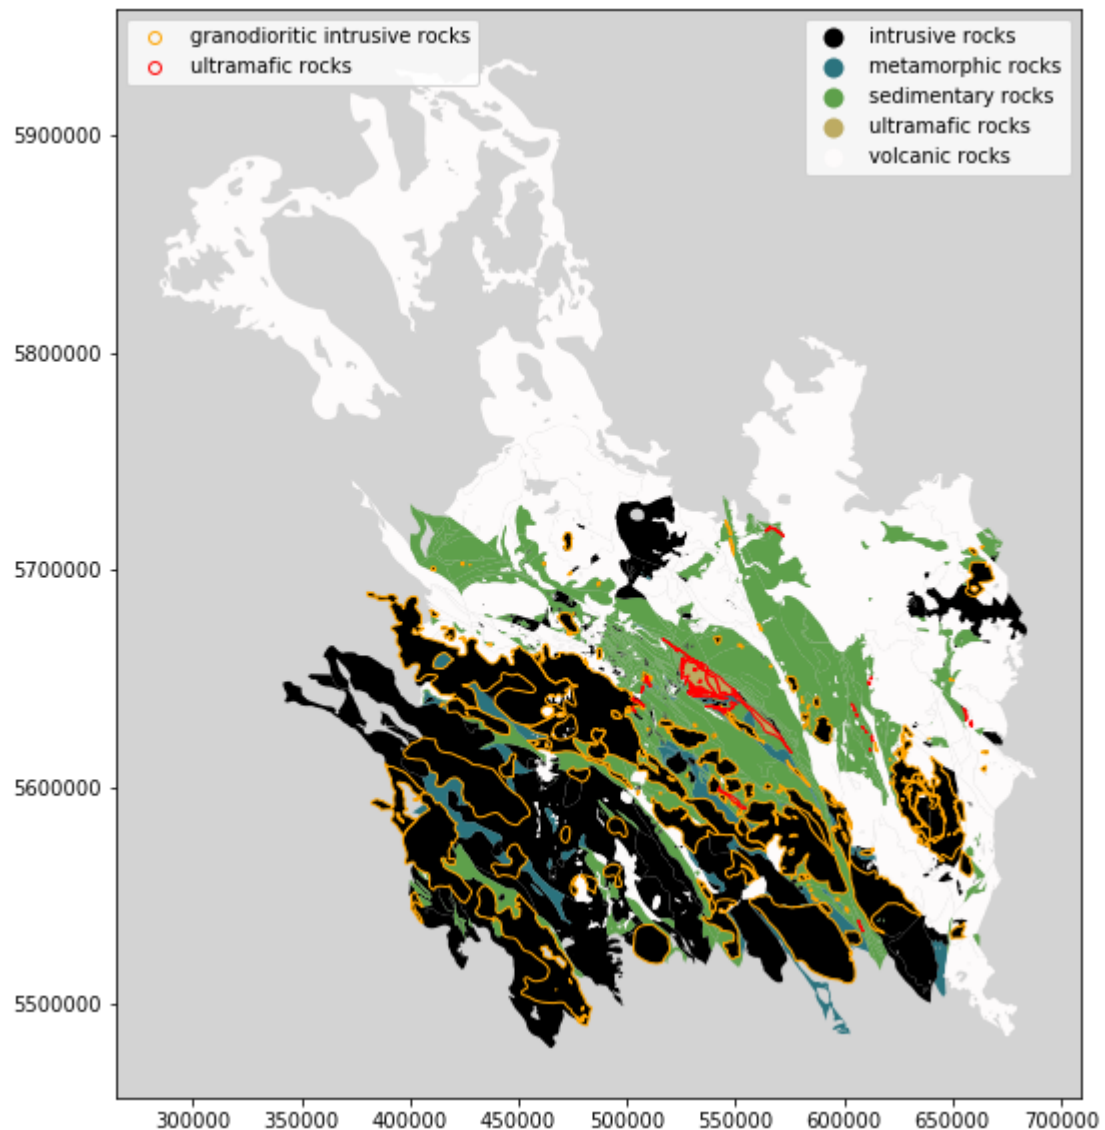 granodioritic intrusive rocks
ultramafic rocks
intrusive rocks
metamorphic rocks
sedimentary rocks
ultramafic rocks
volcanic rocks
5900000
5800000
5700000
5600000
5500000
300000 350000 400000 450000 500000 550000 600000 650000 700000